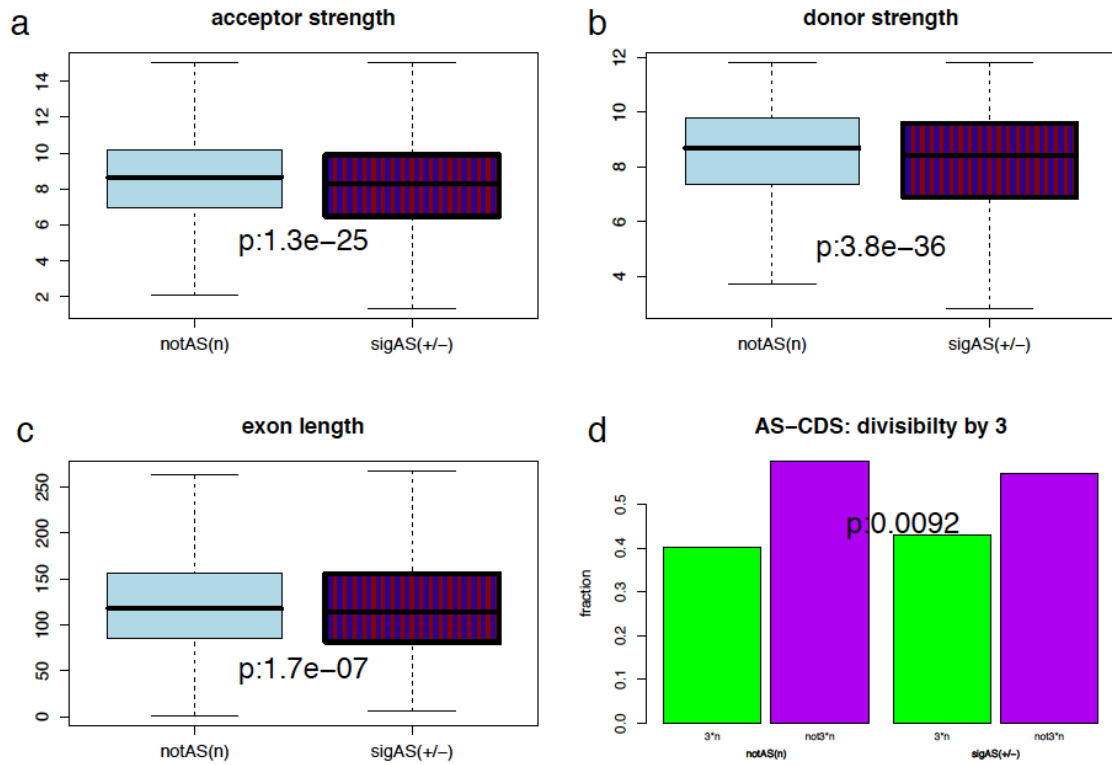 a
acceptor strength
14
12
10
8
6
4
2
p:1.3e−25
notAS(n)
sigAS(+/−)
b
donor strength
12
10
8
6
4
p:3.8e−36
notAS(n)
sigAS(+/−)
c
exon length
250
200
150
100
50
0
p:1.7e−07
notAS(n)
sigAS(+/−)
d
AS−CDS: divisibilty by 3
fraction
0.5
0.4
0.3
0.2
0.1
0.0
p:0.0092
3*n
not3*n
3*n
not3*n
notAS(n)
sigAS(+/−)